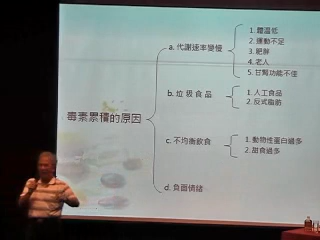 毒素累積的原因
a. 代謝速率變慢
1. 體溫低
2. 運動不足
3. 肥胖
4. 老人
5. 甘腎功能不佳
b. 垃圾食品
1. 人工食品
2. 反式脂肪
c. 不均衡飲食
1. 動物性蛋白過多
2. 甜食過多
d. 負面情緒